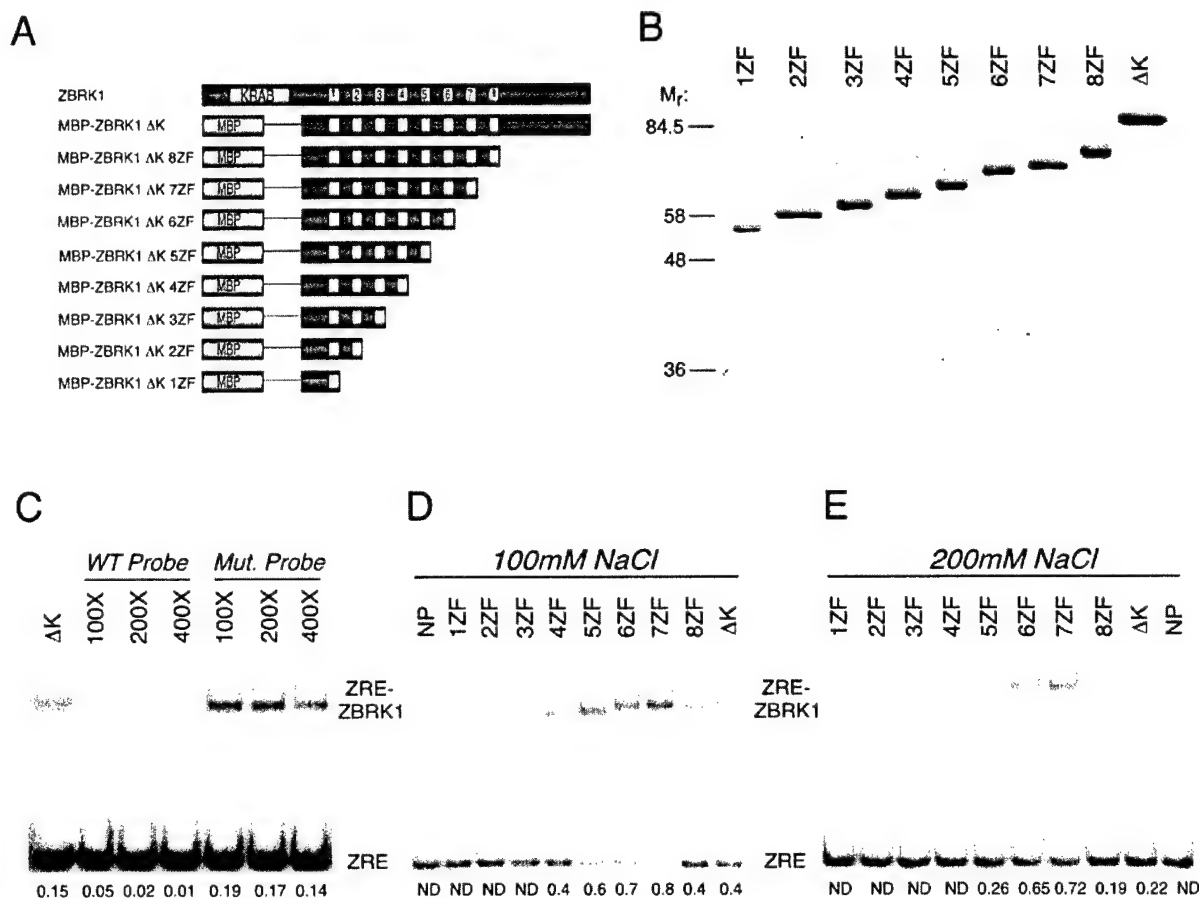 A
ZBRK1 KRAB 1 2 3 4 5 6 7 8
MBP-ZBRK1 ΔK MBP
MBP-ZBRK1 ΔK 8ZF MBP
MBP-ZBRK1 ΔK 7ZF MBP
MBP-ZBRK1 ΔK 6ZF MBP
MBP-ZBRK1 ΔK 5ZF MBP
MBP-ZBRK1 ΔK 4ZF MBP
MBP-ZBRK1 ΔK 3ZF MBP
MBP-ZBRK1 ΔK 2ZF MBP
MBP-ZBRK1 ΔK 1ZF MBP
B
1ZF 2ZF 3ZF 4ZF 5ZF 6ZF 7ZF 8ZF ΔK
Mr:
84.5
58
48
36
C
WT Probe Mut. Probe
ΔK 100X 200X 400X 100X 200X 400X
ZRE-
ZBRK1
ZRE
0.15 0.05 0.02 0.01 0.19 0.17 0.14
D
100mM NaCl
NP 1ZF 2ZF 3ZF 4ZF 5ZF 6ZF 7ZF 8ZF ΔK
ZRE-
ZBRK1
ZRE
ND ND ND ND 0.4 0.6 0.7 0.8 0.4 0.4
E
200mM NaCl
1ZF 2ZF 3ZF 4ZF 5ZF 6ZF 7ZF 8ZF ΔK NP
ND ND ND ND 0.26 0.65 0.72 0.19 0.22 ND